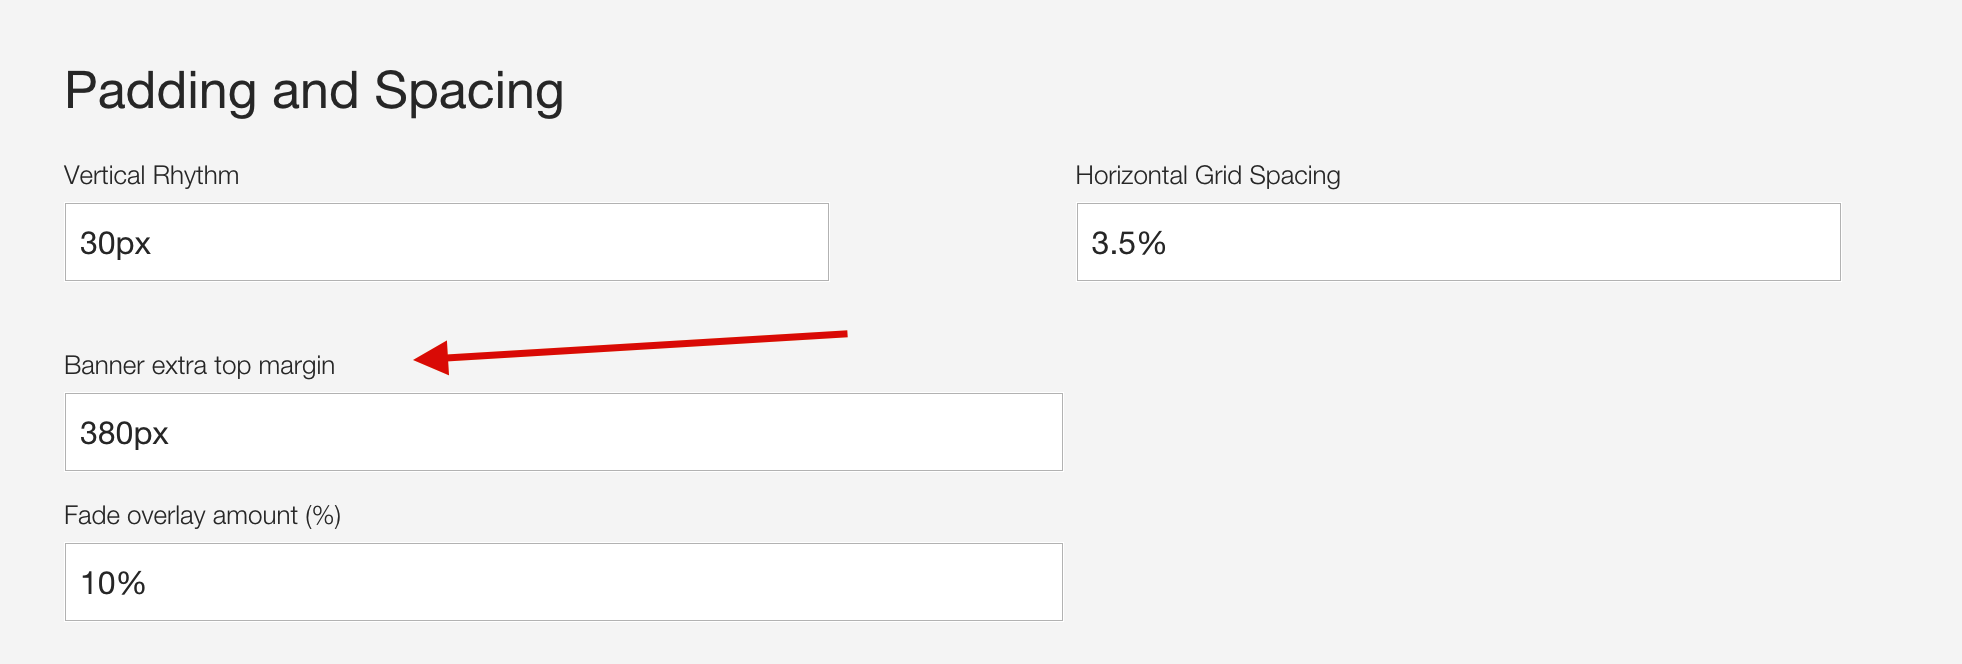 Padding and Spacing
Vertical Rhythm
30px
Horizontal Grid Spacing
3.5%
Banner extra top margin
380px
Fade overlay amount (%)
10%